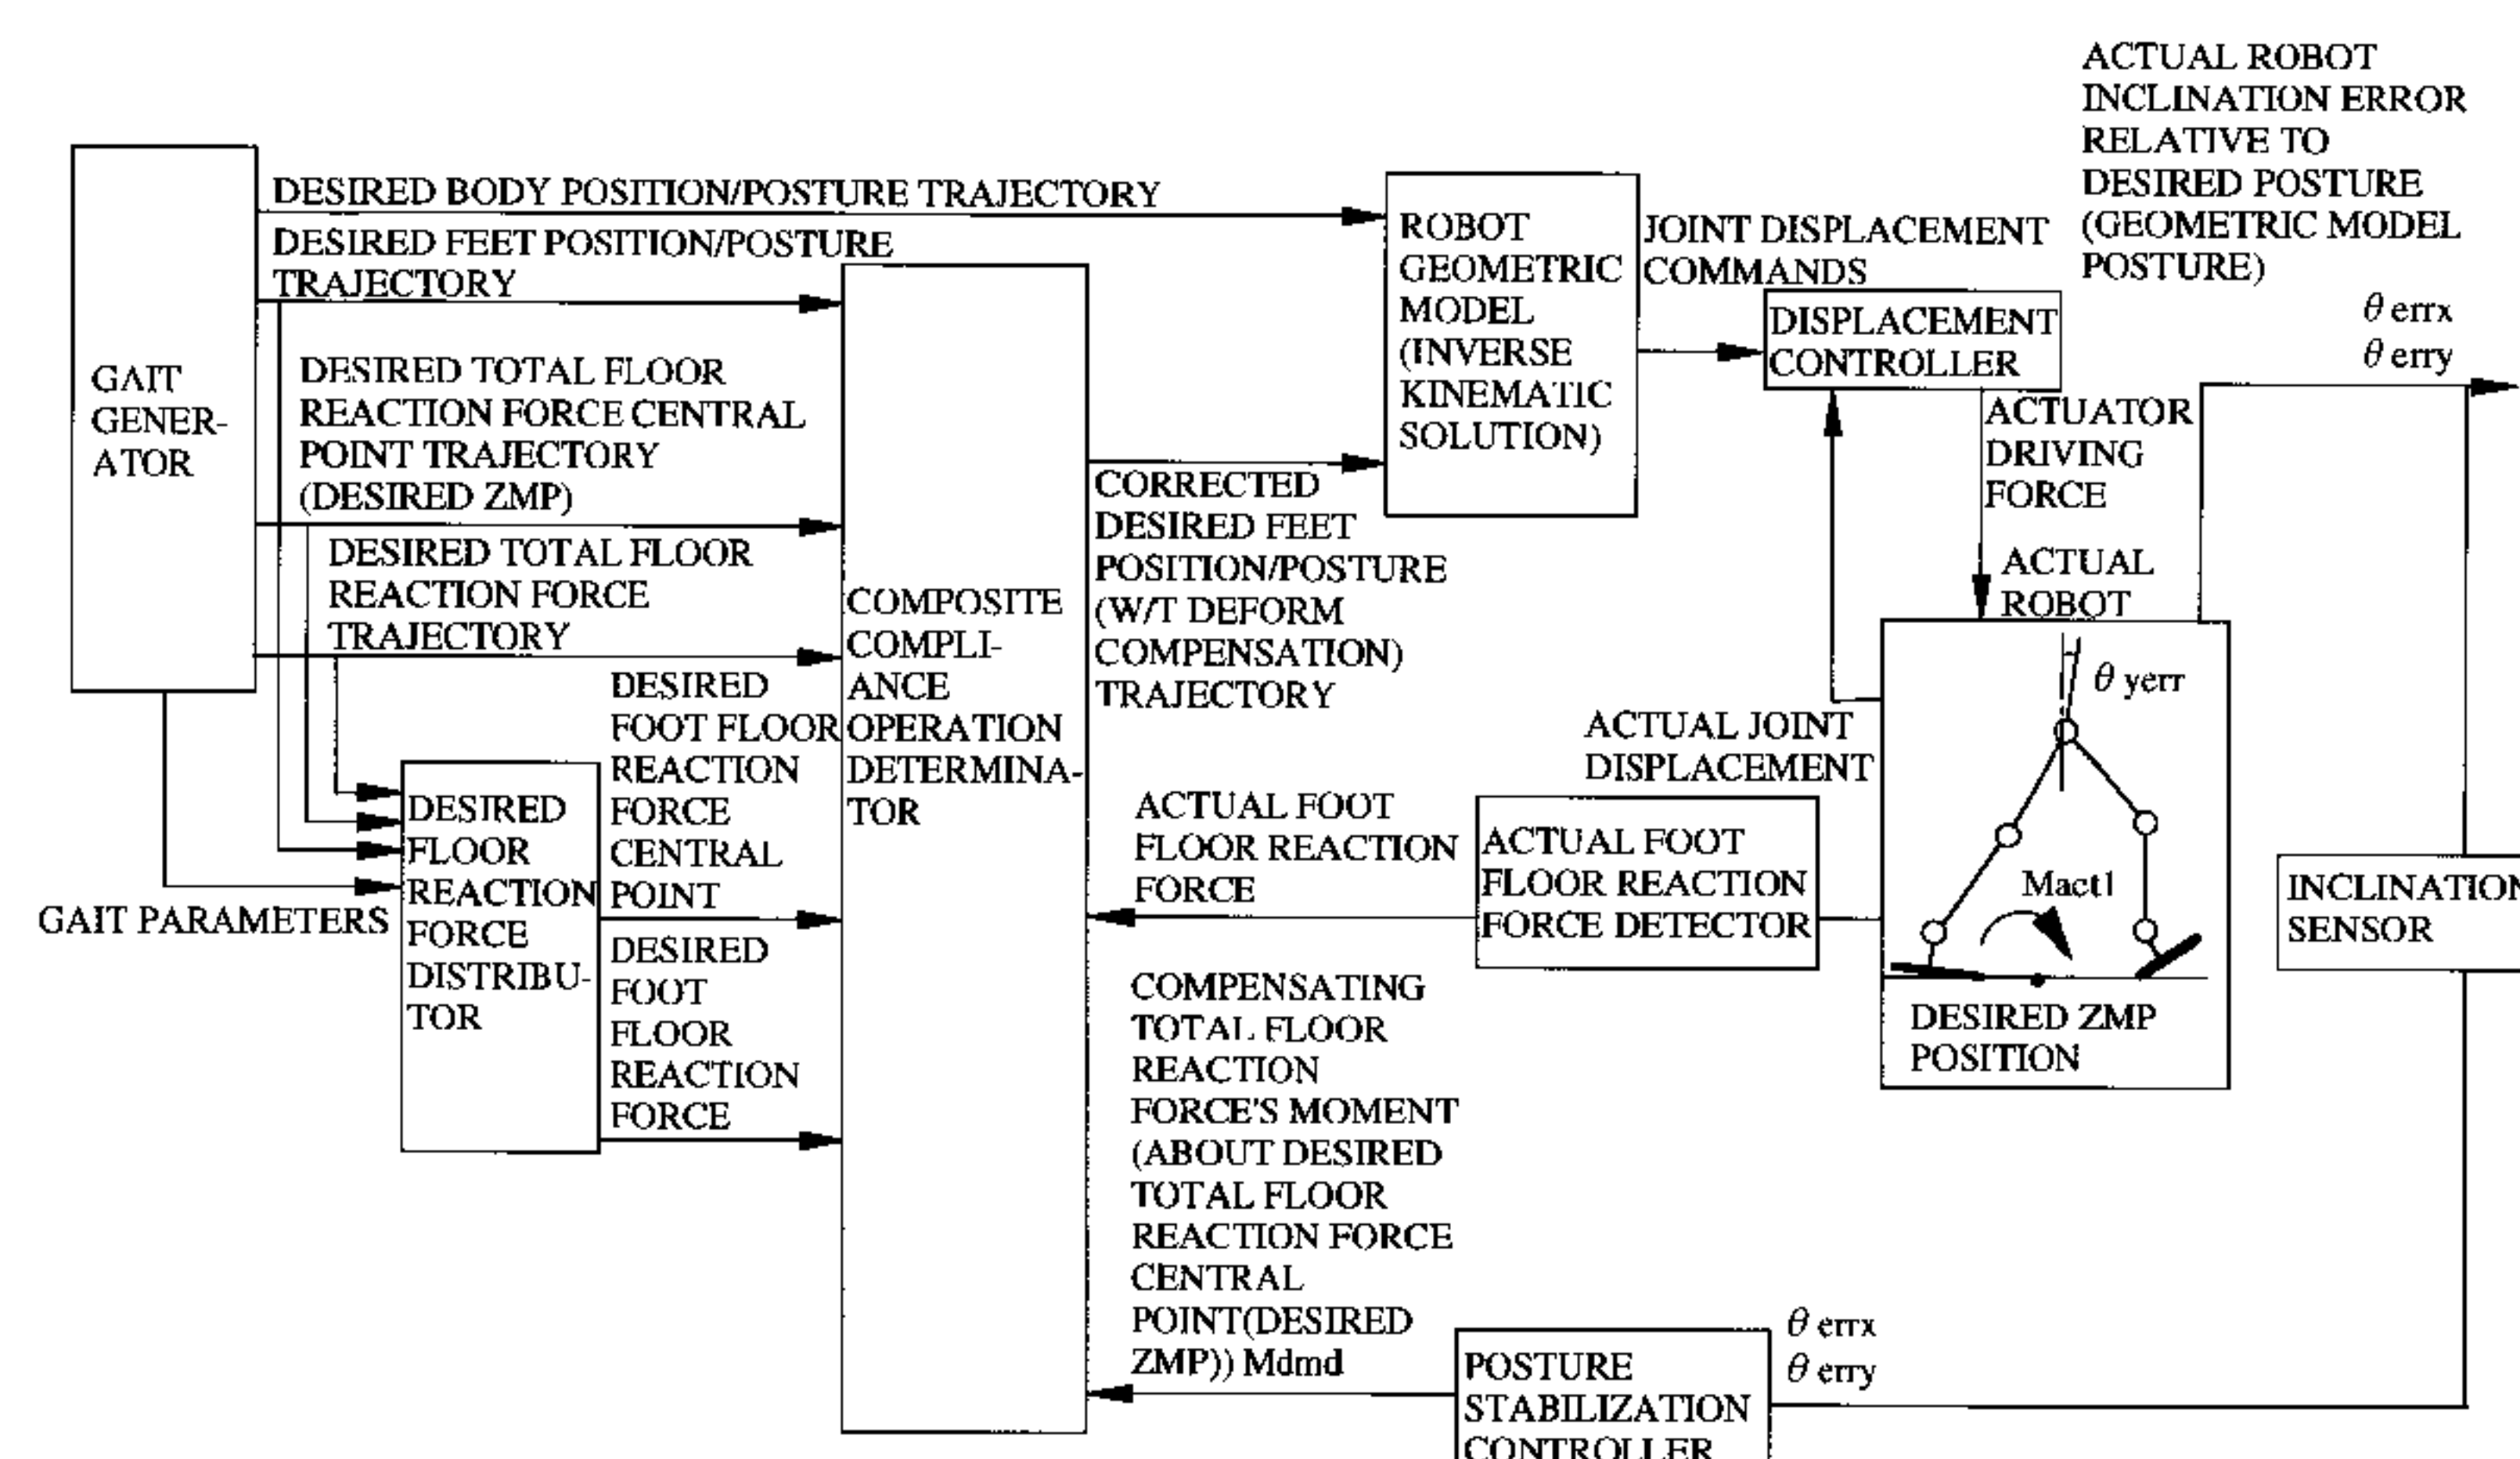 ACTUAL ROBOT
INCLINATION ERROR
RELATIVE TO
DESIRED POSTURE
(GEOMETRIC MODEL
POSTURE)
θ errx
θ erry
DESIRED BODY POSITION/POSTURE TRAJECTORY
DESIRED FEET POSITION/POSTURE
TRAJECTORY
GAIT
GENER-
ATOR
DESIRED TOTAL FLOOR
REACTION FORCE CENTRAL
POINT TRAJECTORY
(DESIRED ZMP)
DESIRED TOTAL FLOOR
REACTION FORCE
TRAJECTORY
GAIT PARAMETERS
DESIRED
FLOOR
REACTION
FORCE
DISTRIBU-
TOR
DESIRED
FOOT FLOOR
REACTION
FORCE
CENTRAL
POINT
DESIRED
FOOT
FLOOR
REACTION
FORCE
COMPOSITE
COMPLI-
ANCE
OPERATION
DETERMINA-
TOR
ROBOT
GEOMETRIC
MODEL
(INVERSE
KINEMATIC
SOLUTION)
JOINT DISPLACEMENT
COMMANDS
DISPLACEMENT
CONTROLLER
ACTUATOR
DRIVING
FORCE
ACTUAL
ROBOT
CORRECTED
DESIRED FEET
POSITION/POSTURE
(W/T DEFORM
COMPENSATION)
TRAJECTORY
ACTUAL JOINT
DISPLACEMENT
θ yerr
Mact1
DESIRED ZMP
POSITION
ACTUAL FOOT
FLOOR REACTION
FORCE
ACTUAL FOOT
FLOOR REACTION
FORCE DETECTOR
INCLINATION
SENSOR
COMPENSATING
TOTAL FLOOR
REACTION
FORCE'S MOMENT
(ABOUT DESIRED
TOTAL FLOOR
REACTION FORCE
CENTRAL
POINT(DESIRED
ZMP)) Mdmd
POSTURE
STABILIZATION
CONTROLLER
θ errx
θ erry